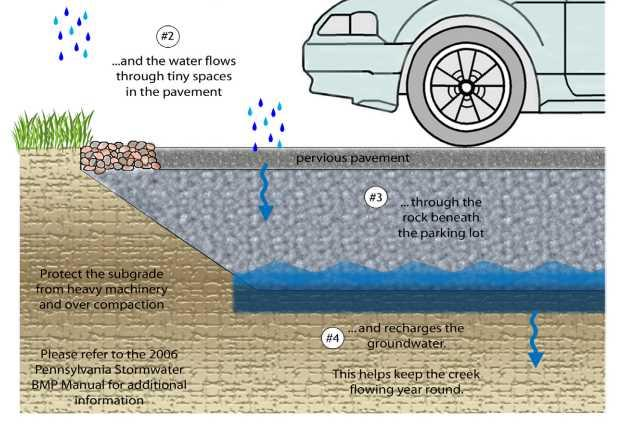 #2
...and the water flows
through tiny spaces
in the pavement
pervious pavement
#3
...through the
rock beneath
the parking lot
Protect the subgrade
from heavy machinery
and over compaction
#4
...and recharges the
groundwater.
This helps keep the creek
flowing year round.
Please refer to the 2006
Pennsylvania Stormwater
BMP Manual for additional
information